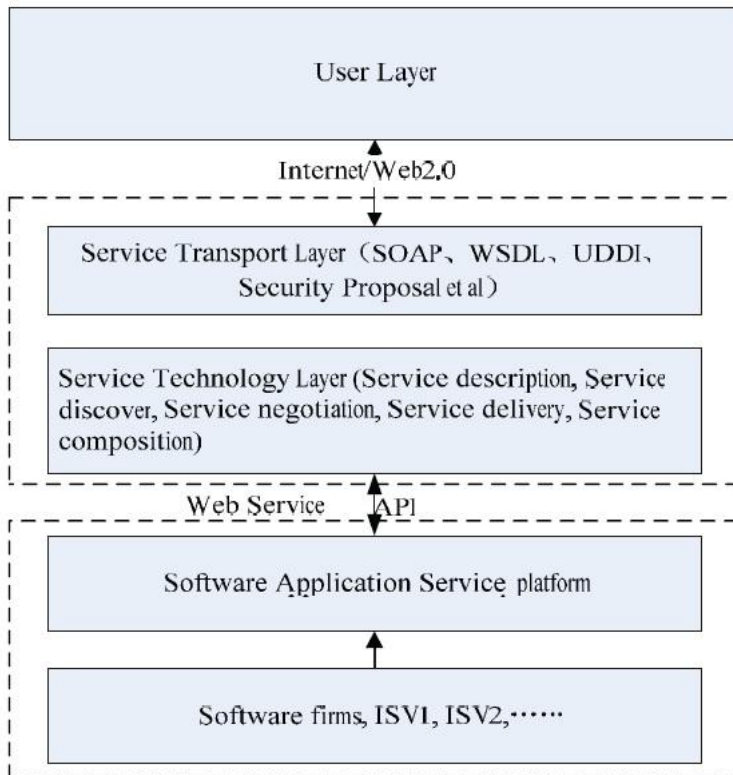 User Layer
Internet/Web2.0
Service Transport Layer（SOAP、WSDL、UDDI、
Security Proposal et al）
Service Technology Layer (Service description, Service
discover, Service negotiation, Service delivery, Service
composition)
Web Service API
Software Application Service platform
Software firms, ISV1, ISV2,······